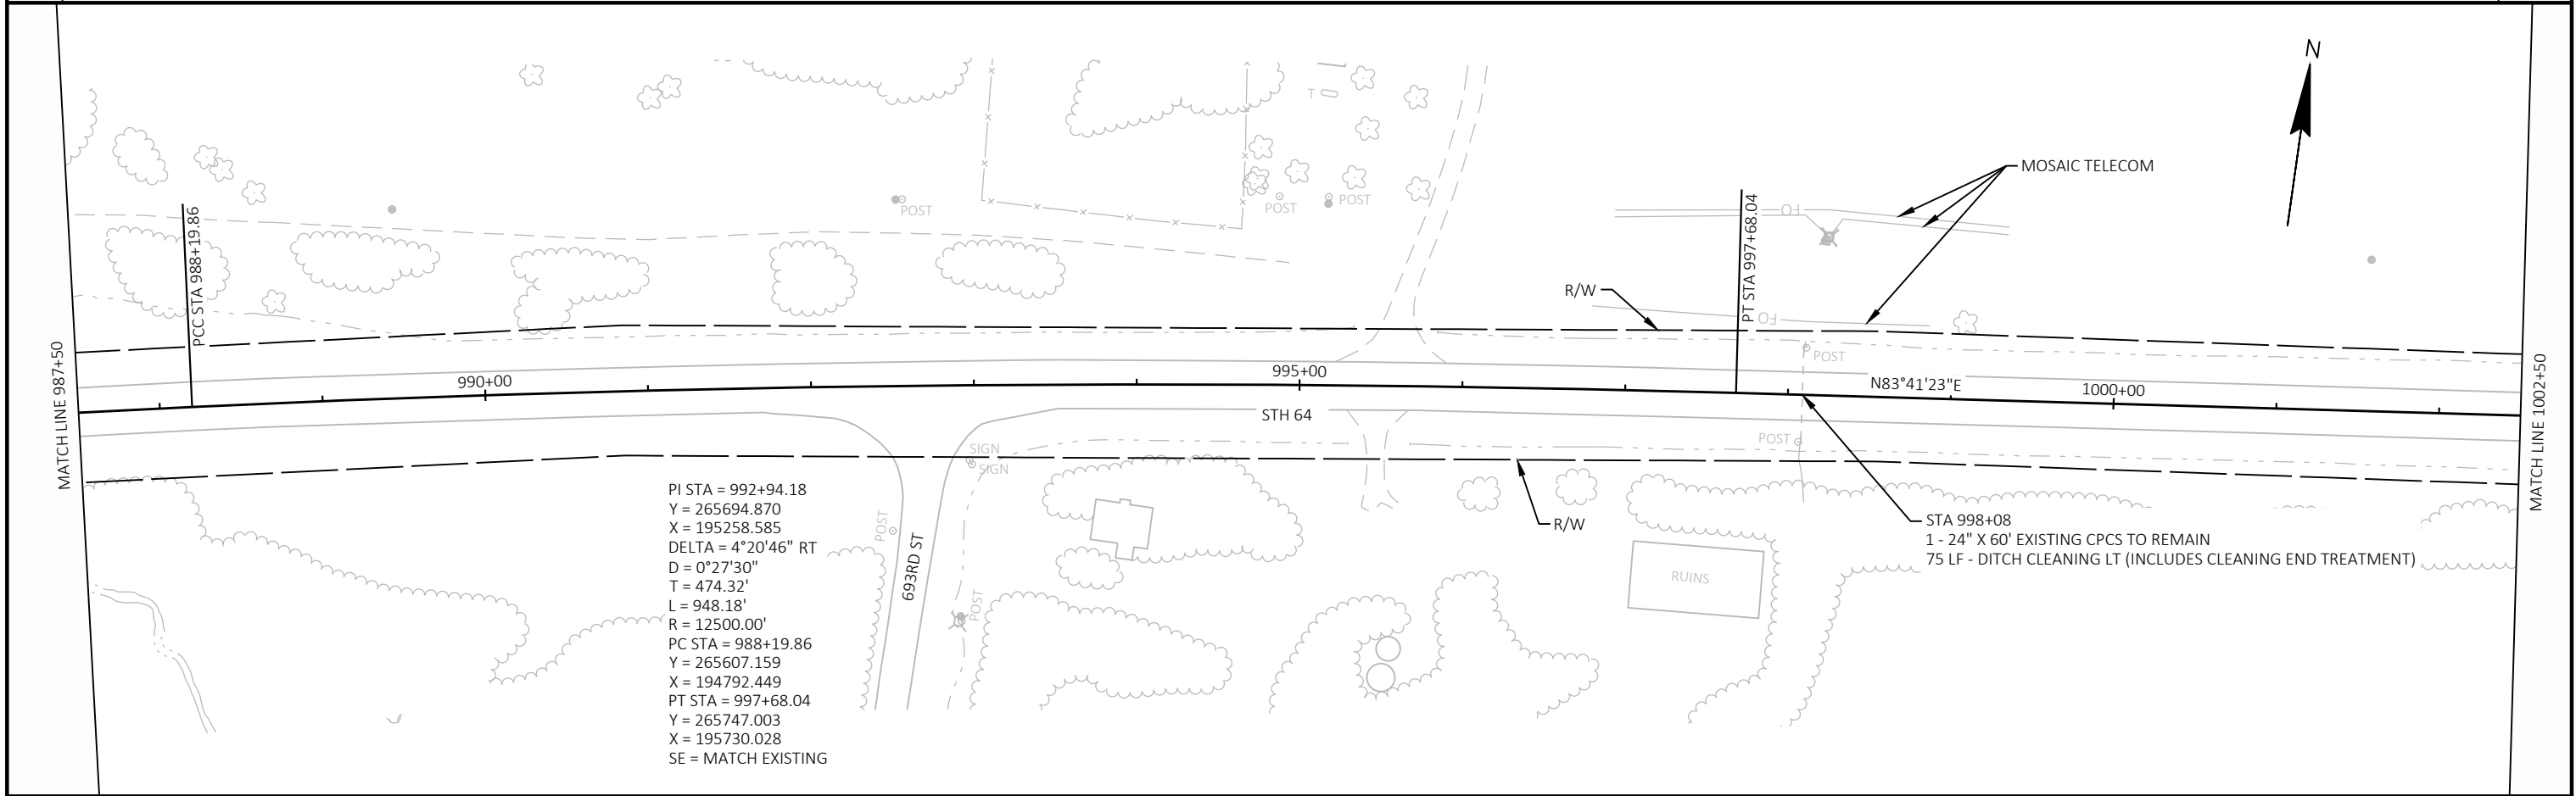 N
MOSAIC TELECOM
T
POST
POST
POST
PCC STA 988+19.86
PT STA 997+68.04
FO
FO
R/W
POST
MATCH LINE 987+50
990+00
995+00
N83°41'23"E
1000+00
MATCH LINE 1002+50
STH 64
SIGN
SIGN
POST
R/W
POST
693RD ST
POST
RUINS
PI STA = 992+94.18
Y = 265694.870
X = 195258.585
DELTA = 4°20'46" RT
D = 0°27'30"
T = 474.32'
L = 948.18'
R = 12500.00'
PC STA = 988+19.86
Y = 265607.159
X = 194792.449
PT STA = 997+68.04
Y = 265747.003
X = 195730.028
SE = MATCH EXISTING
STA 998+08
1 - 24" X 60' EXISTING CPCS TO REMAIN
75 LF - DITCH CLEANING LT (INCLUDES CLEANING END TREATMENT)